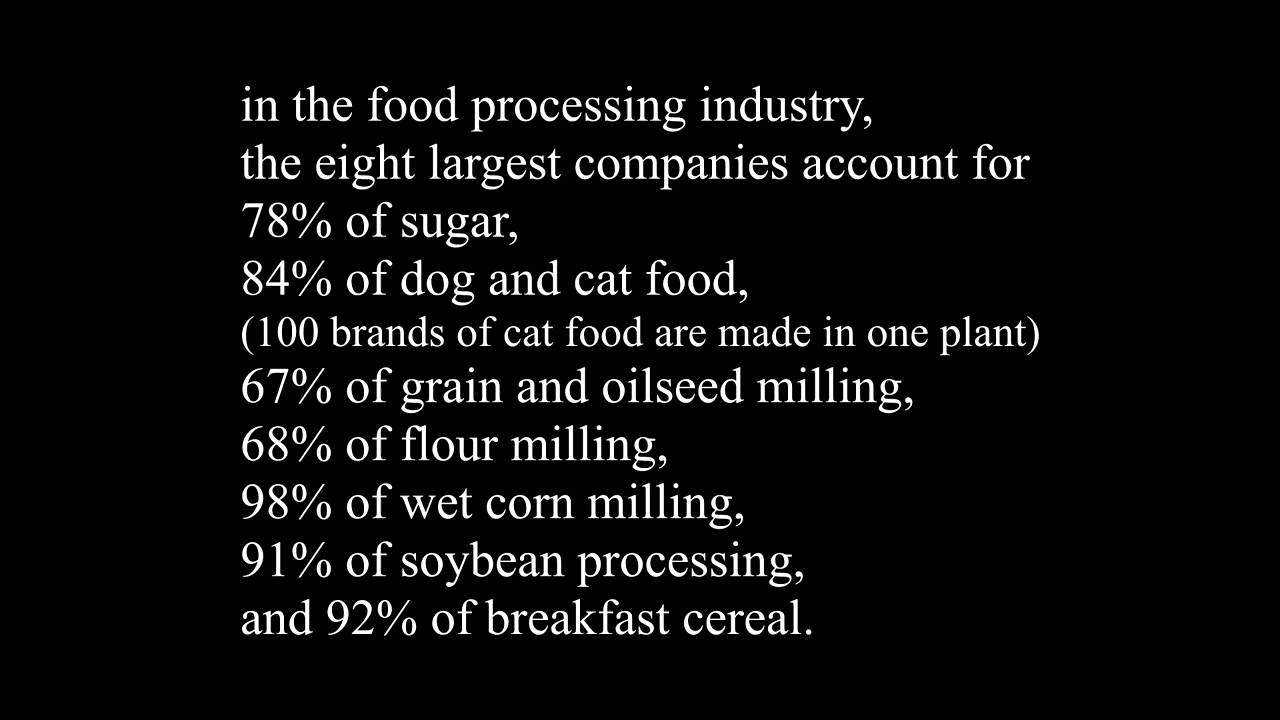 in the food processing industry,
the eight largest companies account for
78% of sugar,
84% of dog and cat food,
(100 brands of cat food are made in one plant)
67% of grain and oilseed milling,
68% of flour milling,
98% of wet corn milling,
91% of soybean processing,
and 92% of breakfast cereal.